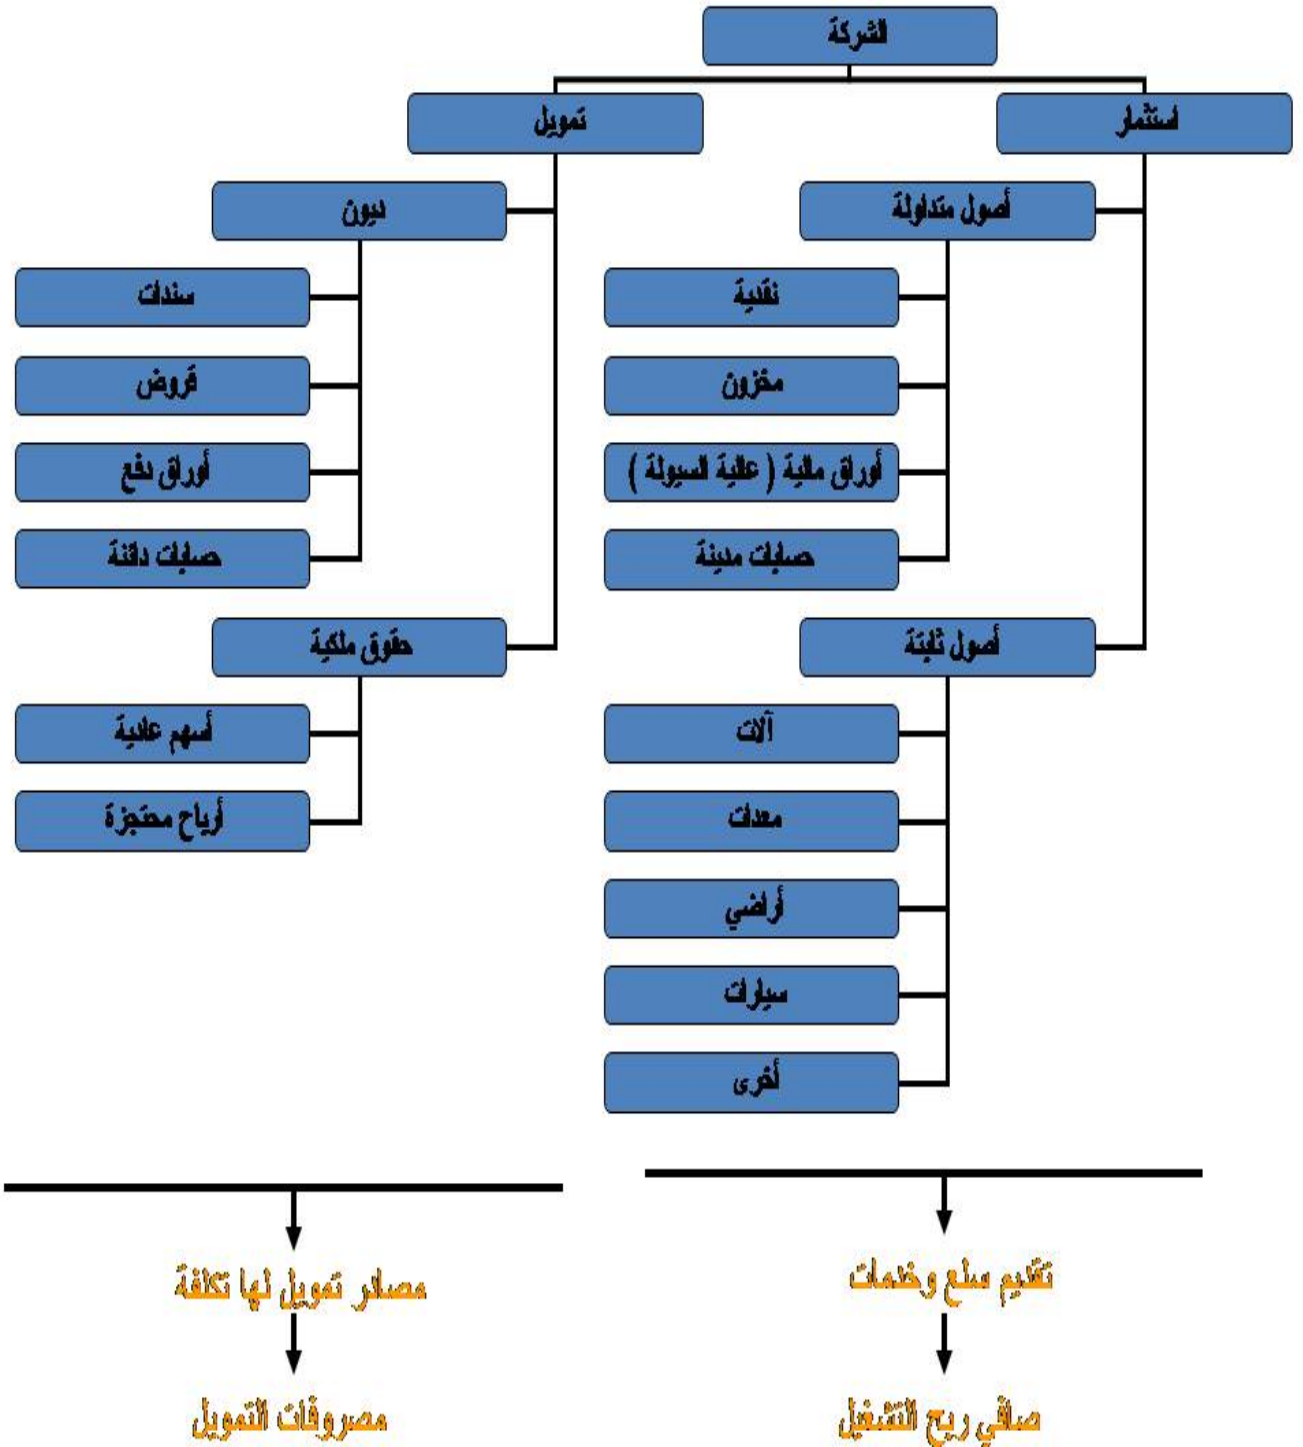 الشركة
استثمار
تمويل
أصول متداولة
ديون
نقدية
سندات
مخزون
قروض
أوراق مالية ( عالية السيولة )
أوراق دفع
حسابات مدينة
حسابات دائنة
أصول ثابتة
حقوق ملكية
آلات
أسهم عادية
معدات
أرباح محتجزة
أراضي
سيارات
أخرى
تقديم سلع وخدمات
مصادر تمويل لها تكلفة
صافي ربح التشغيل
مصروفات التمويل